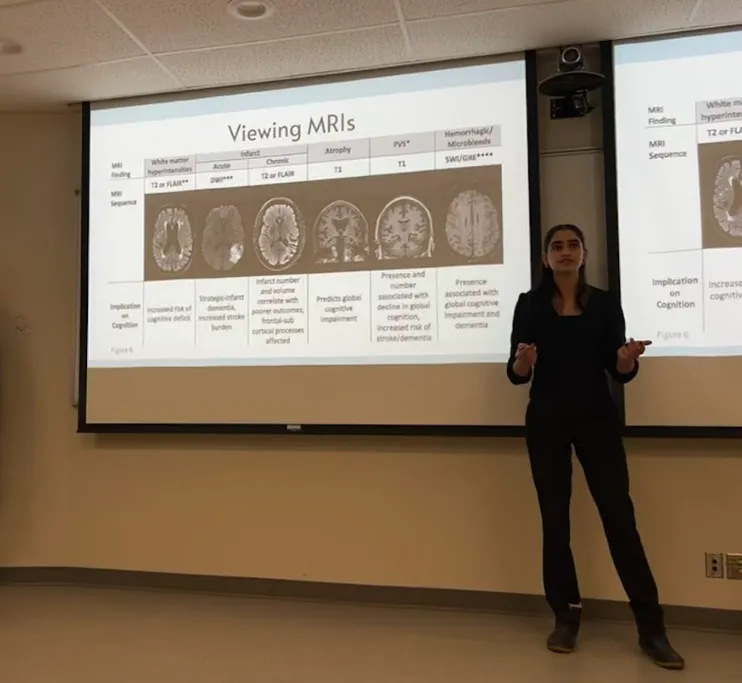 Viewing MRIs
MRI
Finding
White matter
hyperintensities
Infarct
Acute
Chronic
Atrophy
PVS*
Hemorrhagic/
Microbleeds
MRI
Sequence
T2 or FLAIR**
DWI***
T2 or FLAIR
T1
T1
SWI/GRE****
Implication
on
Cognition
Increased risk of
cognitive deficit
Strategic infarct
dementia,
increased stroke
burden
Infarct number
and volume
correlate with
poorer outcomes;
frontal-sub
cortical processes
affected
Predicts global
cognitive
impairment
Presence and
number
associated with
decline in global
cognition,
increased risk of
stroke/dementia
Presence
associated with
global cognitive
impairment and
dementia
Figure 6
MRI
Finding
White m
hyperinten
MRI
Sequence
T2 or FLA
Implication
on
Cognition
Increase
cognitiv
Figure 6